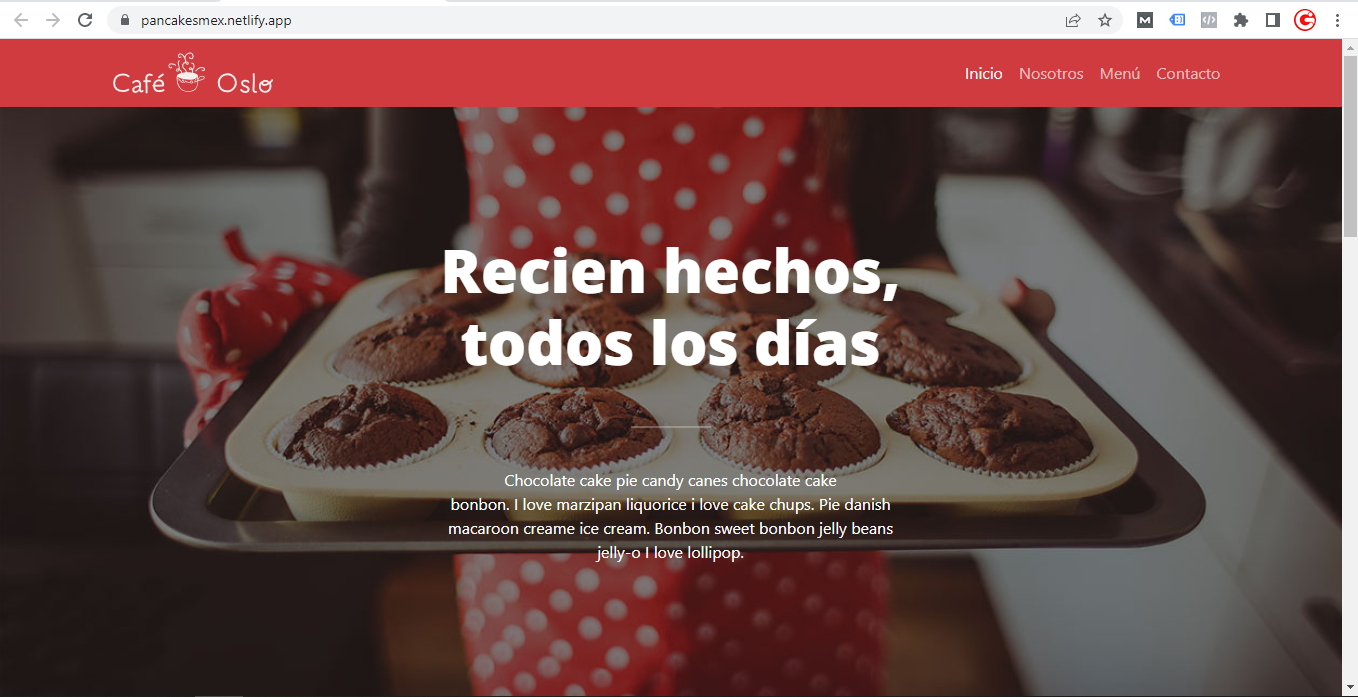 pancakesmex.netlify.app
Café Oslo
Inicio Nosotros Menú Contacto
Recien hechos,
todos los días
Chocolate cake pie candy canes chocolate cake
bonbon. I love marzipan liquorice i love cake chups. Pie danish
macaroon creame ice cream. Bonbon sweet bonbon jelly beans
jelly-o I love lollipop.